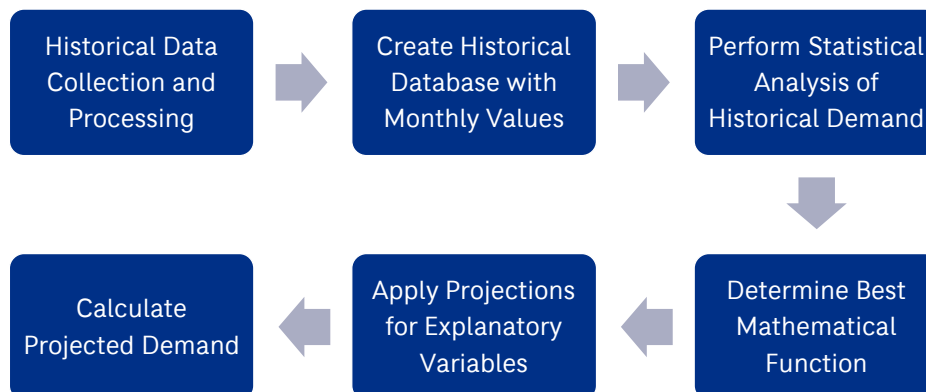 Historical Data
Collection and
Processing
Create Historical
Database with
Monthly Values
Perform Statistical
Analysis of
Historical Demand
Determine Best
Mathematical
Function
Apply Projections
for Explanatory
Variables
Calculate
Projected Demand